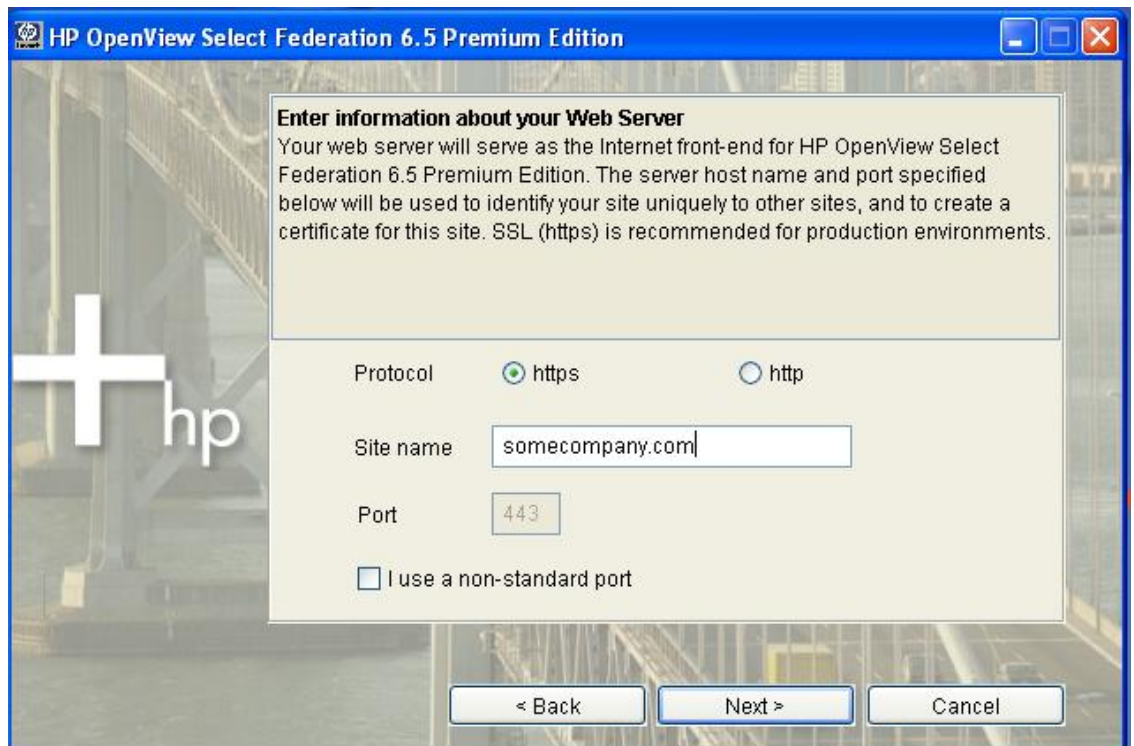 HP OpenView Select Federation 6.5 Premium Edition
Enter information about your Web Server
Your web server will serve as the Internet front-end for HP OpenView Select
Federation 6.5 Premium Edition. The server host name and port specified
below will be used to identify your site uniquely to other sites, and to create a
certificate for this site. SSL (https) is recommended for production environments.
Protocol https http
hp
Site name somecompany.com
Port 443
I use a non-standard port
< Back Next > Cancel